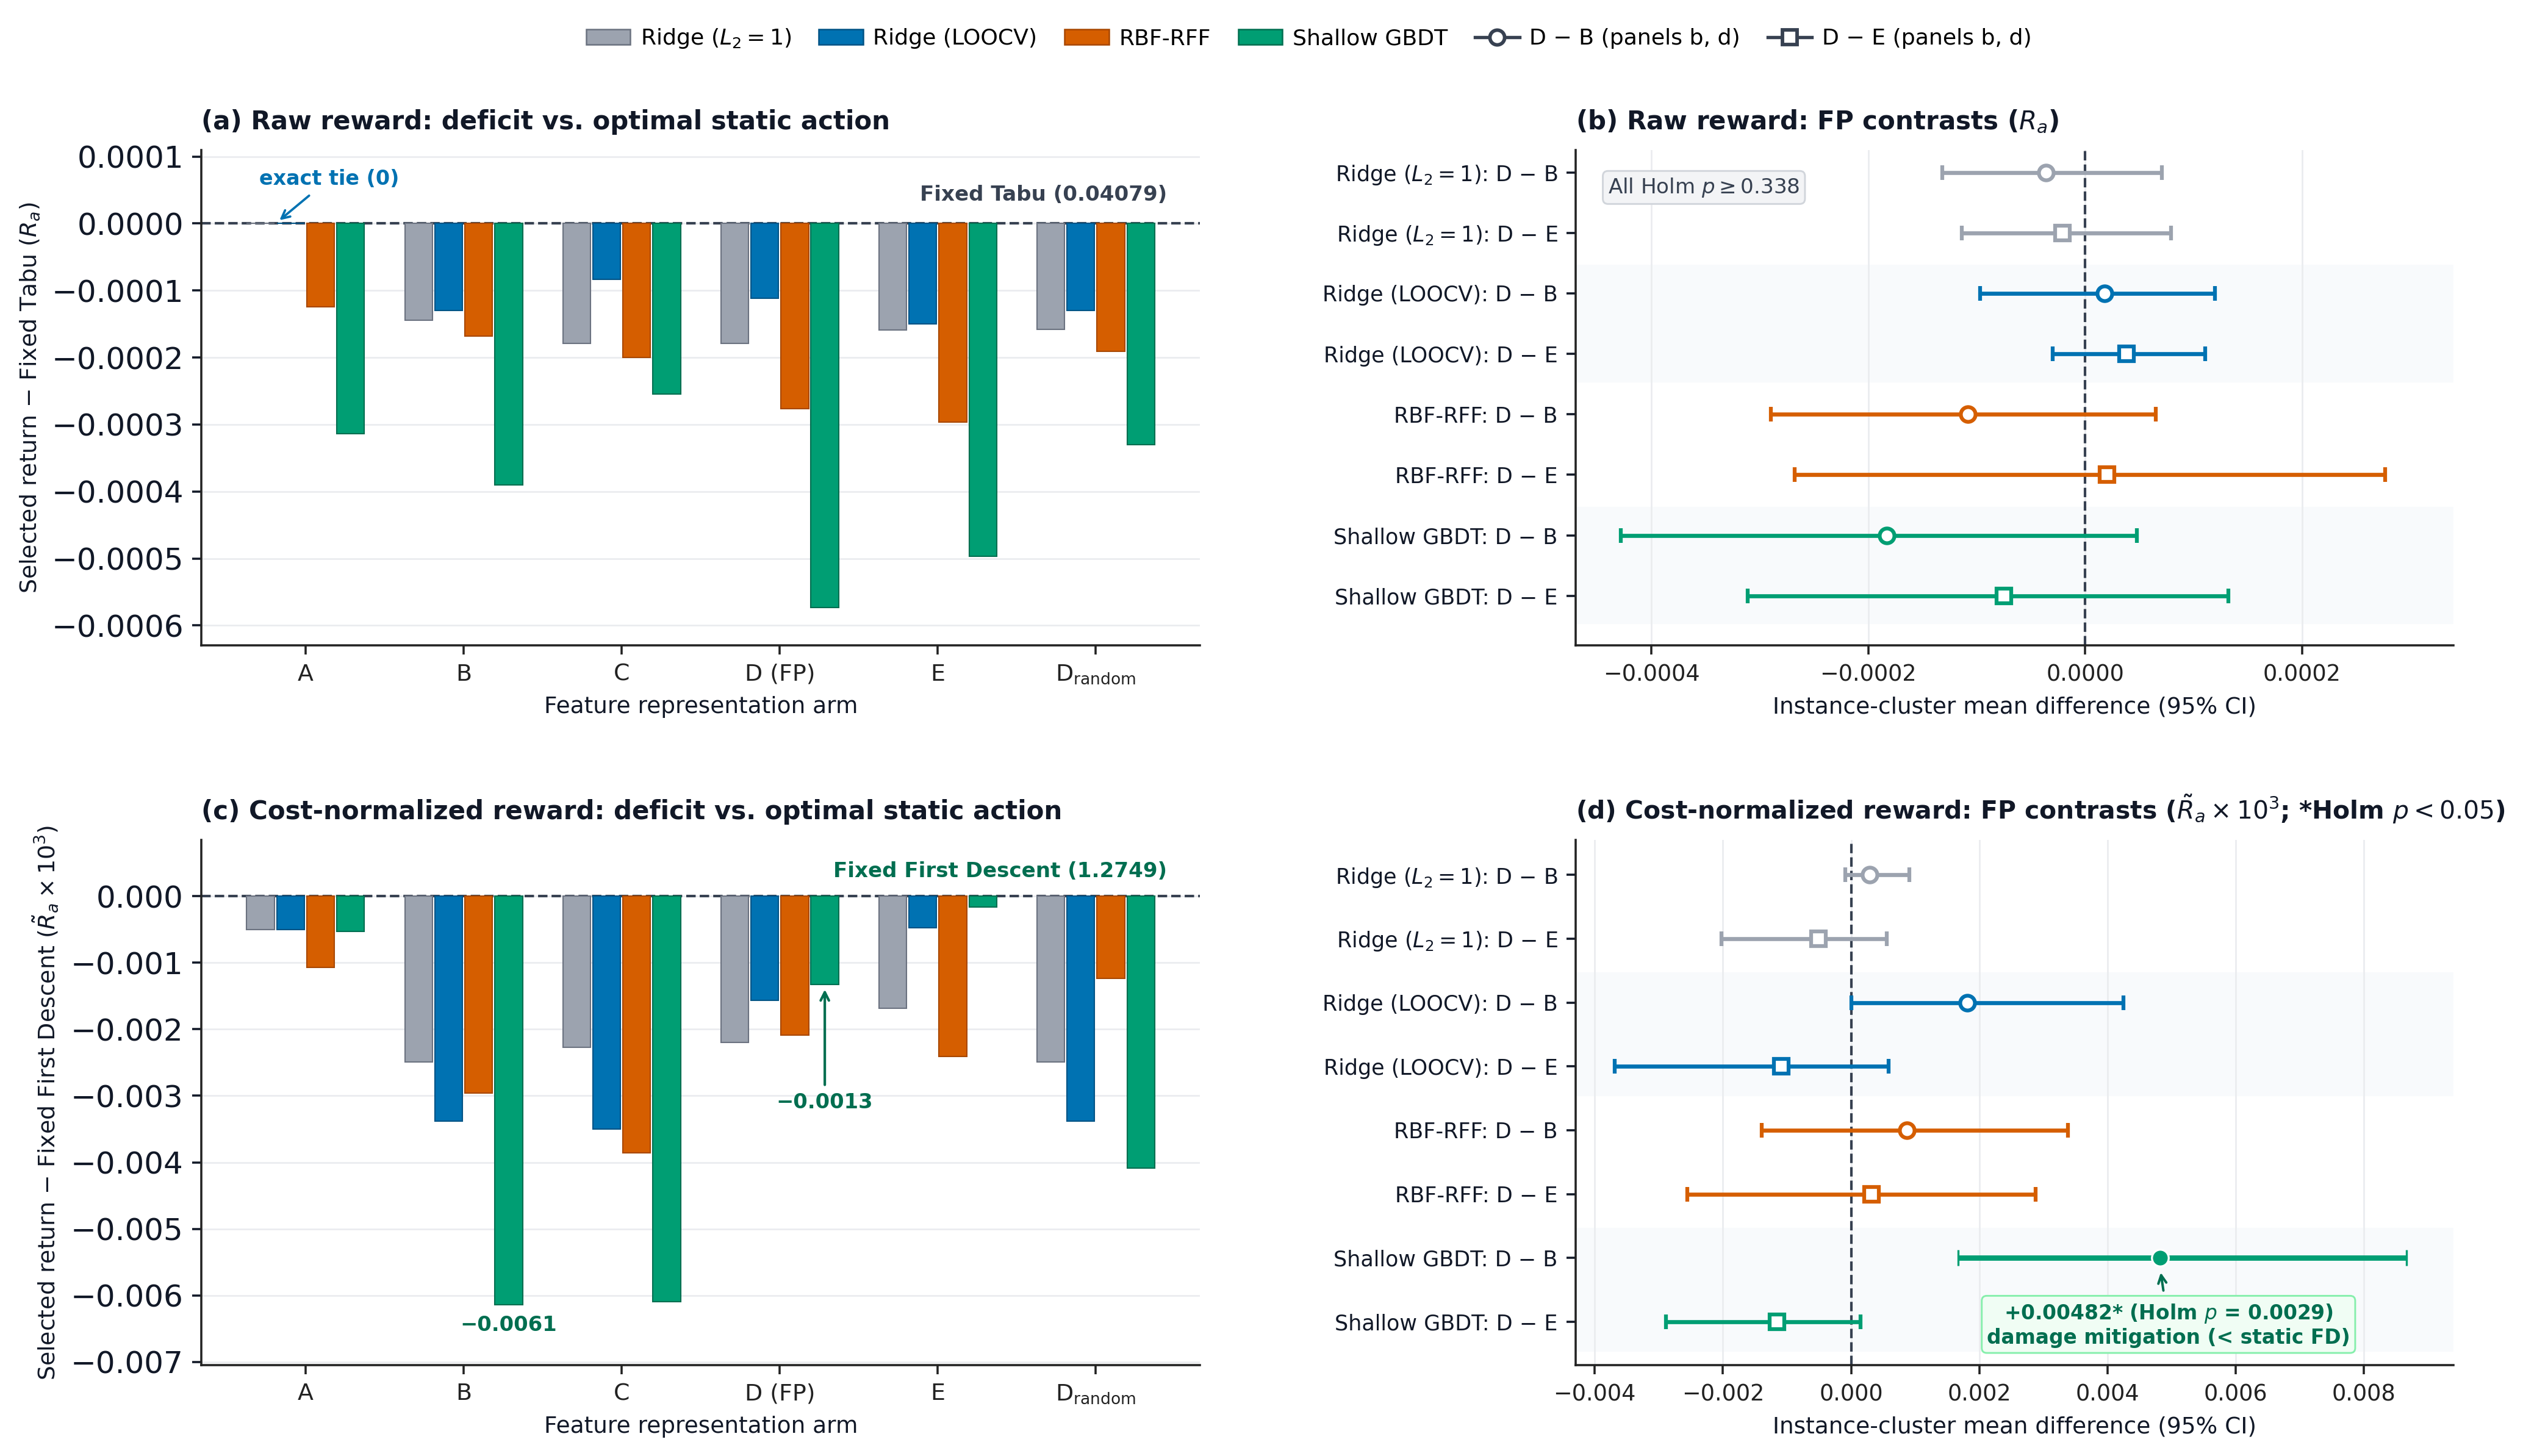 Ridge (L₂ = 1) Ridge (LOOCV) RBF-RFF Shallow GBDT D − B (panels b, d) D − E (panels b, d)
(a) Raw reward: deficit vs. optimal static action
Selected return − Fixed Tabu (Rₐ)
0.0001
0.0000
−0.0001
−0.0002
−0.0003
−0.0004
−0.0005
−0.0006
exact tie (0)
Fixed Tabu (0.04079)
A B C D (FP) E D_random
Feature representation arm
(b) Raw reward: FP contrasts (Rₐ)
Ridge (L₂ = 1): D − B
Ridge (L₂ = 1): D − E
Ridge (LOOCV): D − B
Ridge (LOOCV): D − E
RBF-RFF: D − B
RBF-RFF: D − E
Shallow GBDT: D − B
Shallow GBDT: D − E
All Holm p ≥ 0.338
−0.0004 −0.0002 0.0000 0.0002
Instance-cluster mean difference (95% CI)
(c) Cost-normalized reward: deficit vs. optimal static action
Selected return − Fixed First Descent (R̃ₐ × 10³)
0.000
−0.001
−0.002
−0.003
−0.004
−0.005
−0.006
−0.007
Fixed First Descent (1.2749)
−0.0013
−0.0061
A B C D (FP) E D_random
Feature representation arm
(d) Cost-normalized reward: FP contrasts (R̃ₐ × 10³; *Holm p < 0.05)
Ridge (L₂ = 1): D − B
Ridge (L₂ = 1): D − E
Ridge (LOOCV): D − B
Ridge (LOOCV): D − E
RBF-RFF: D − B
RBF-RFF: D − E
Shallow GBDT: D − B
Shallow GBDT: D − E
+0.00482* (Holm p = 0.0029)
damage mitigation (< static FD)
−0.004 −0.002 0.000 0.002 0.004 0.006 0.008
Instance-cluster mean difference (95% CI)